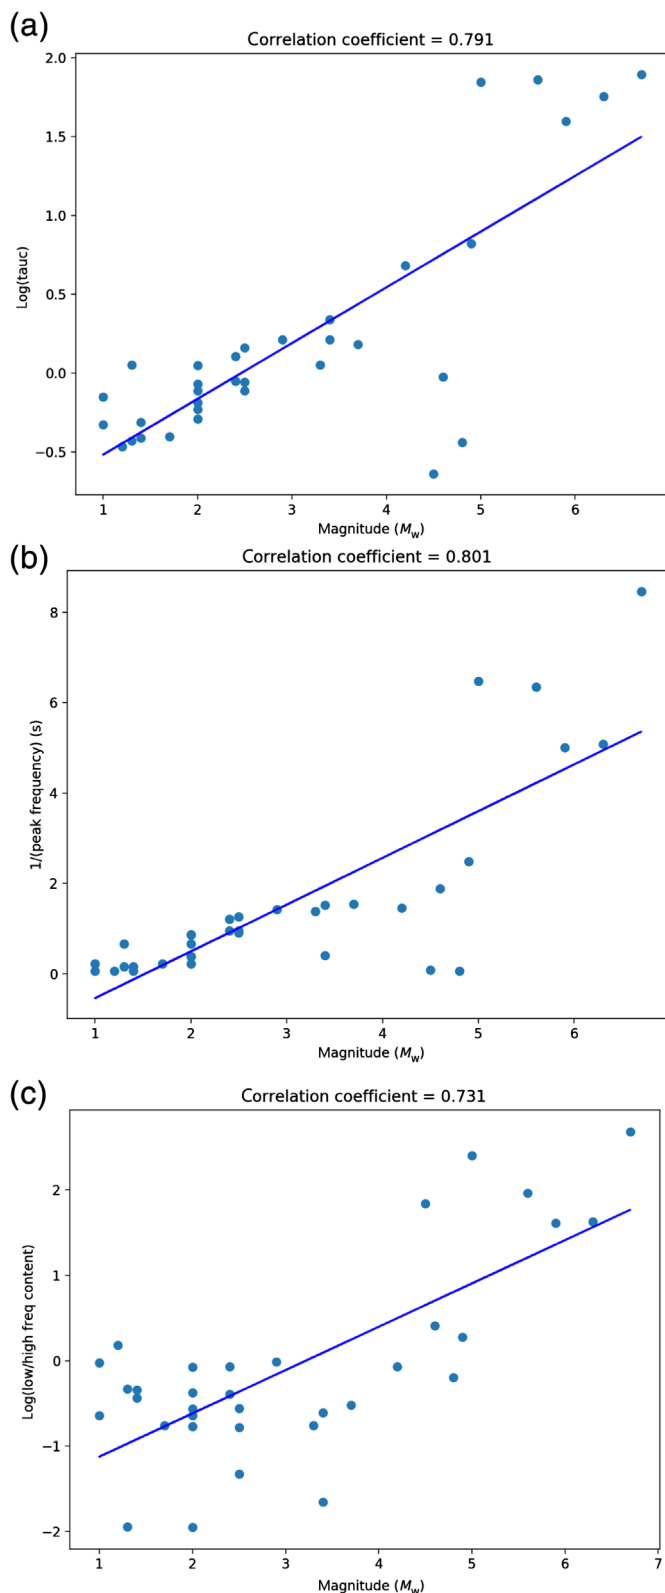 (a)
Correlation coefficient = 0.791
2.0
1.5
1.0
0.5
0.0
−0.5
Log(tauc)
1 2 3 4 5 6
Magnitude (Mw)
(b)
Correlation coefficient = 0.801
8
6
4
2
0
1/(peak frequency) (s)
1 2 3 4 5 6
Magnitude (Mw)
(c)
Correlation coefficient = 0.731
2
1
0
−1
−2
Log(low/high freq content)
1 2 3 4 5 6 7
Magnitude (Mw)